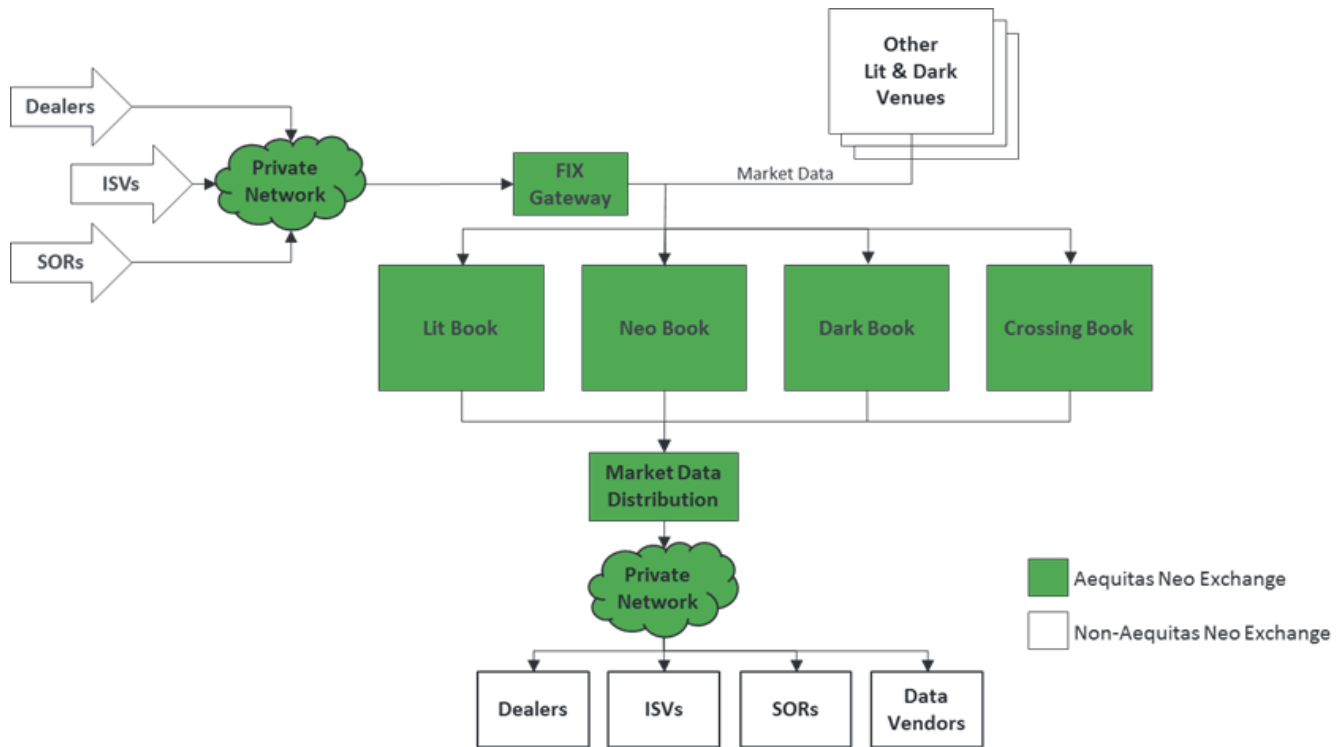 Other
Lit & Dark
Venues
Dealers
ISVs
SORs
Private
Network
FIX
Gateway
Market Data
Lit Book
Neo Book
Dark Book
Crossing Book
Market Data
Distribution
Private
Network
Aequitas Neo Exchange
Non-Aequitas Neo Exchange
Dealers
ISVs
SORs
Data
Vendors